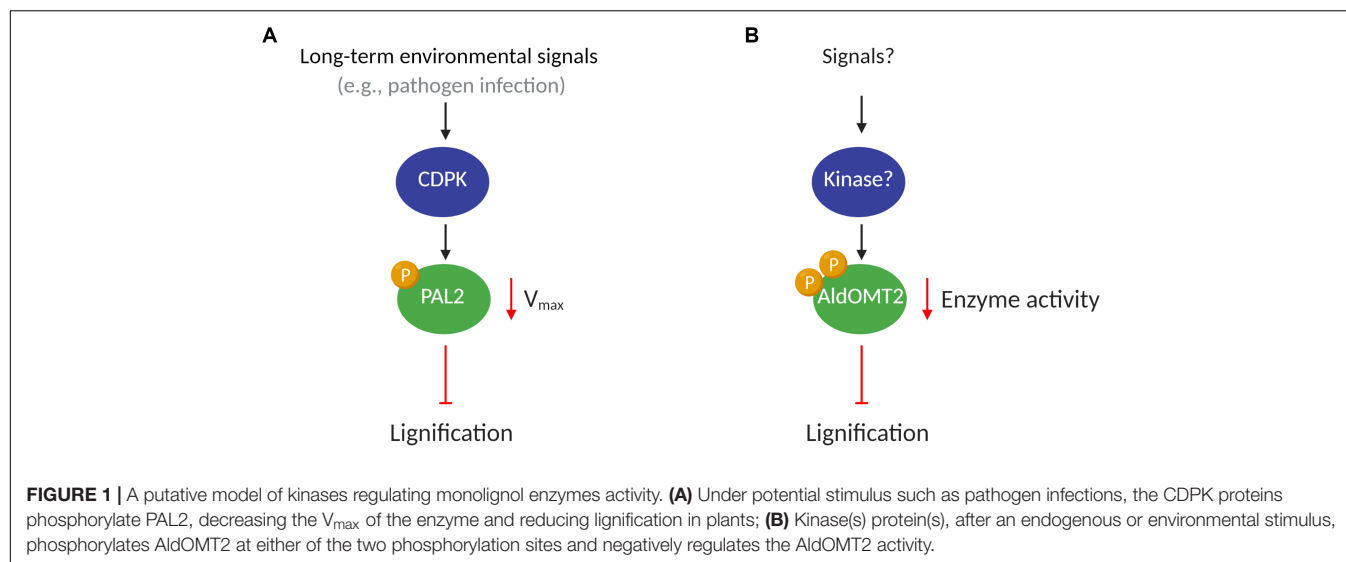 A
Long-term environmental signals
(e.g., pathogen infection)
CDPK
P
PAL2
Vmax
Lignification
B
Signals?
Kinase?
P
P
AldOMT2
Enzyme activity
Lignification
FIGURE 1 | A putative model of kinases regulating monolignol enzymes activity. (A) Under potential stimulus such as pathogen infections, the CDPK proteins
phosphorylate PAL2, decreasing the Vmax of the enzyme and reducing lignification in plants; (B) Kinase(s) protein(s), after an endogenous or environmental stimulus,
phosphorylates AldOMT2 at either of the two phosphorylation sites and negatively regulates the AldOMT2 activity.